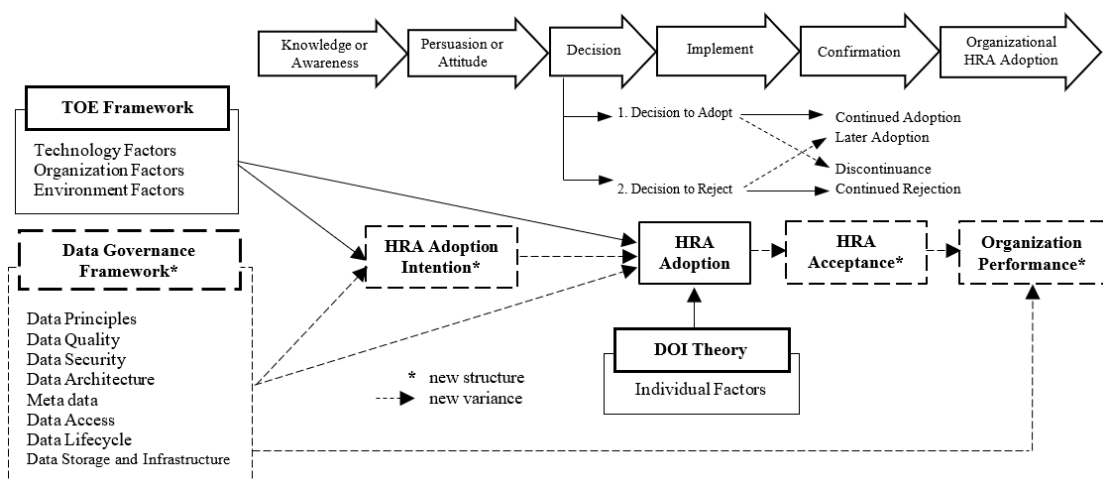 Knowledge or
Awareness
Persuasion or
Attitude
Decision
Implement
Confirmation
Organizational
HRA Adoption
1. Decision to Adopt
2. Decision to Reject
Continued Adoption
Later Adoption
Discontinuance
Continued Rejection
TOE Framework
Technology Factors
Organization Factors
Environment Factors
Data Governance
Framework*
Data Principles
Data Quality
Data Security
Data Architecture
Meta data
Data Access
Data Lifecycle
Data Storage and Infrastructure
HRA Adoption
Intention*
HRA
Adoption
HRA
Acceptance*
Organization
Performance*
DOI Theory
Individual Factors
* new structure
new variance